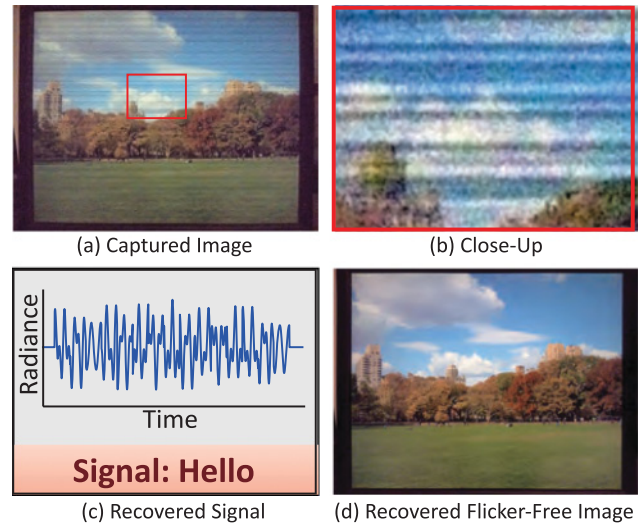 (a) Captured Image
(b) Close-Up
Radiance
Time
Signal: Hello
(c) Recovered Signal
(d) Recovered Flicker-Free Image